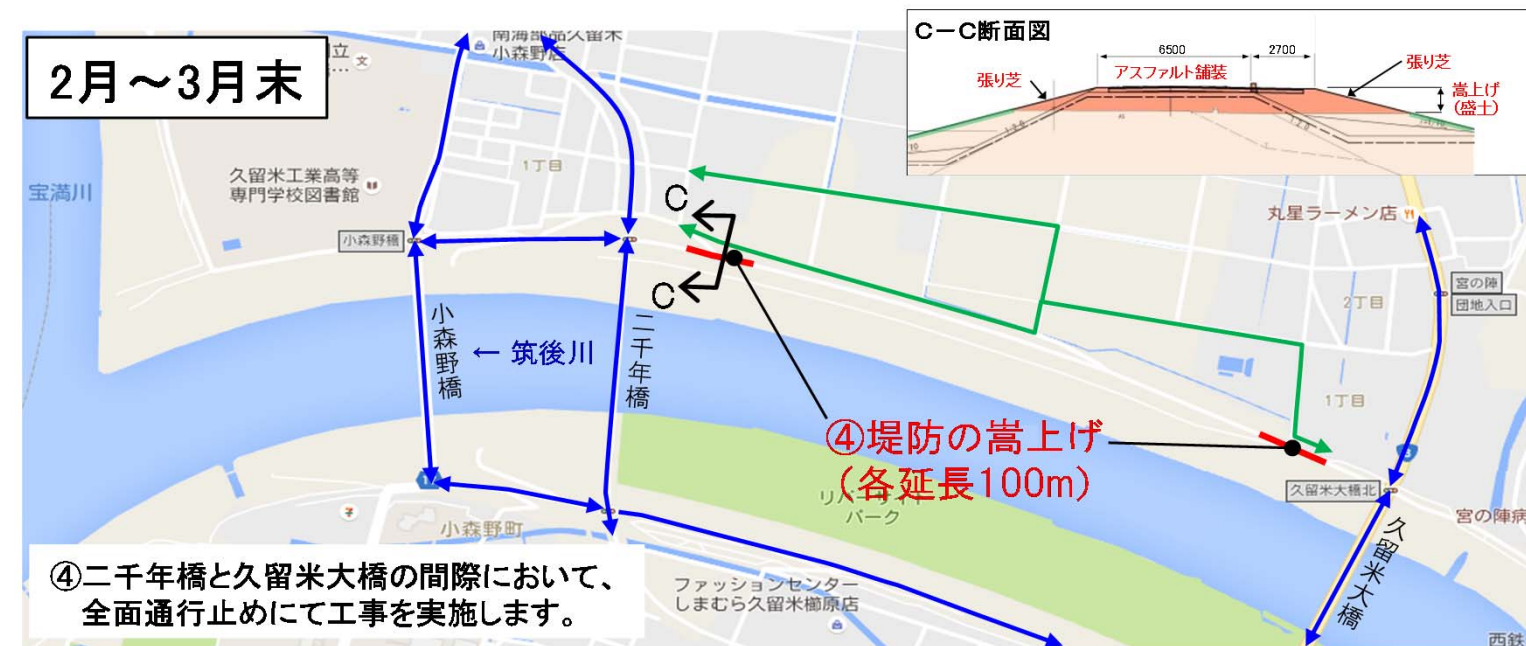 2月～3月末
南海部品久留米
小森野店
立
文
C－C断面図
6500
2700
張り芝
アスファルト舗装
張り芝
嵩上げ
（盛土）
1:2.0
1:2.0
宝満川
久留米工業高等
専門学校図書館
1丁目
小森野橋
C
C
丸星ラーメン店
宮の陣
団地入口
2丁目
1丁目
小森野橋
← 筑後川
二千年橋
④堤防の嵩上げ
（各延長100m）
リバーサイド
パーク
3
久留米大橋北
宮の陣病
久留米大橋
小森野町
④二千年橋と久留米大橋の間際において、
全面通行止めにて工事を実施します。
ファッションセンター
しまむら久留米櫛原店
西鉄